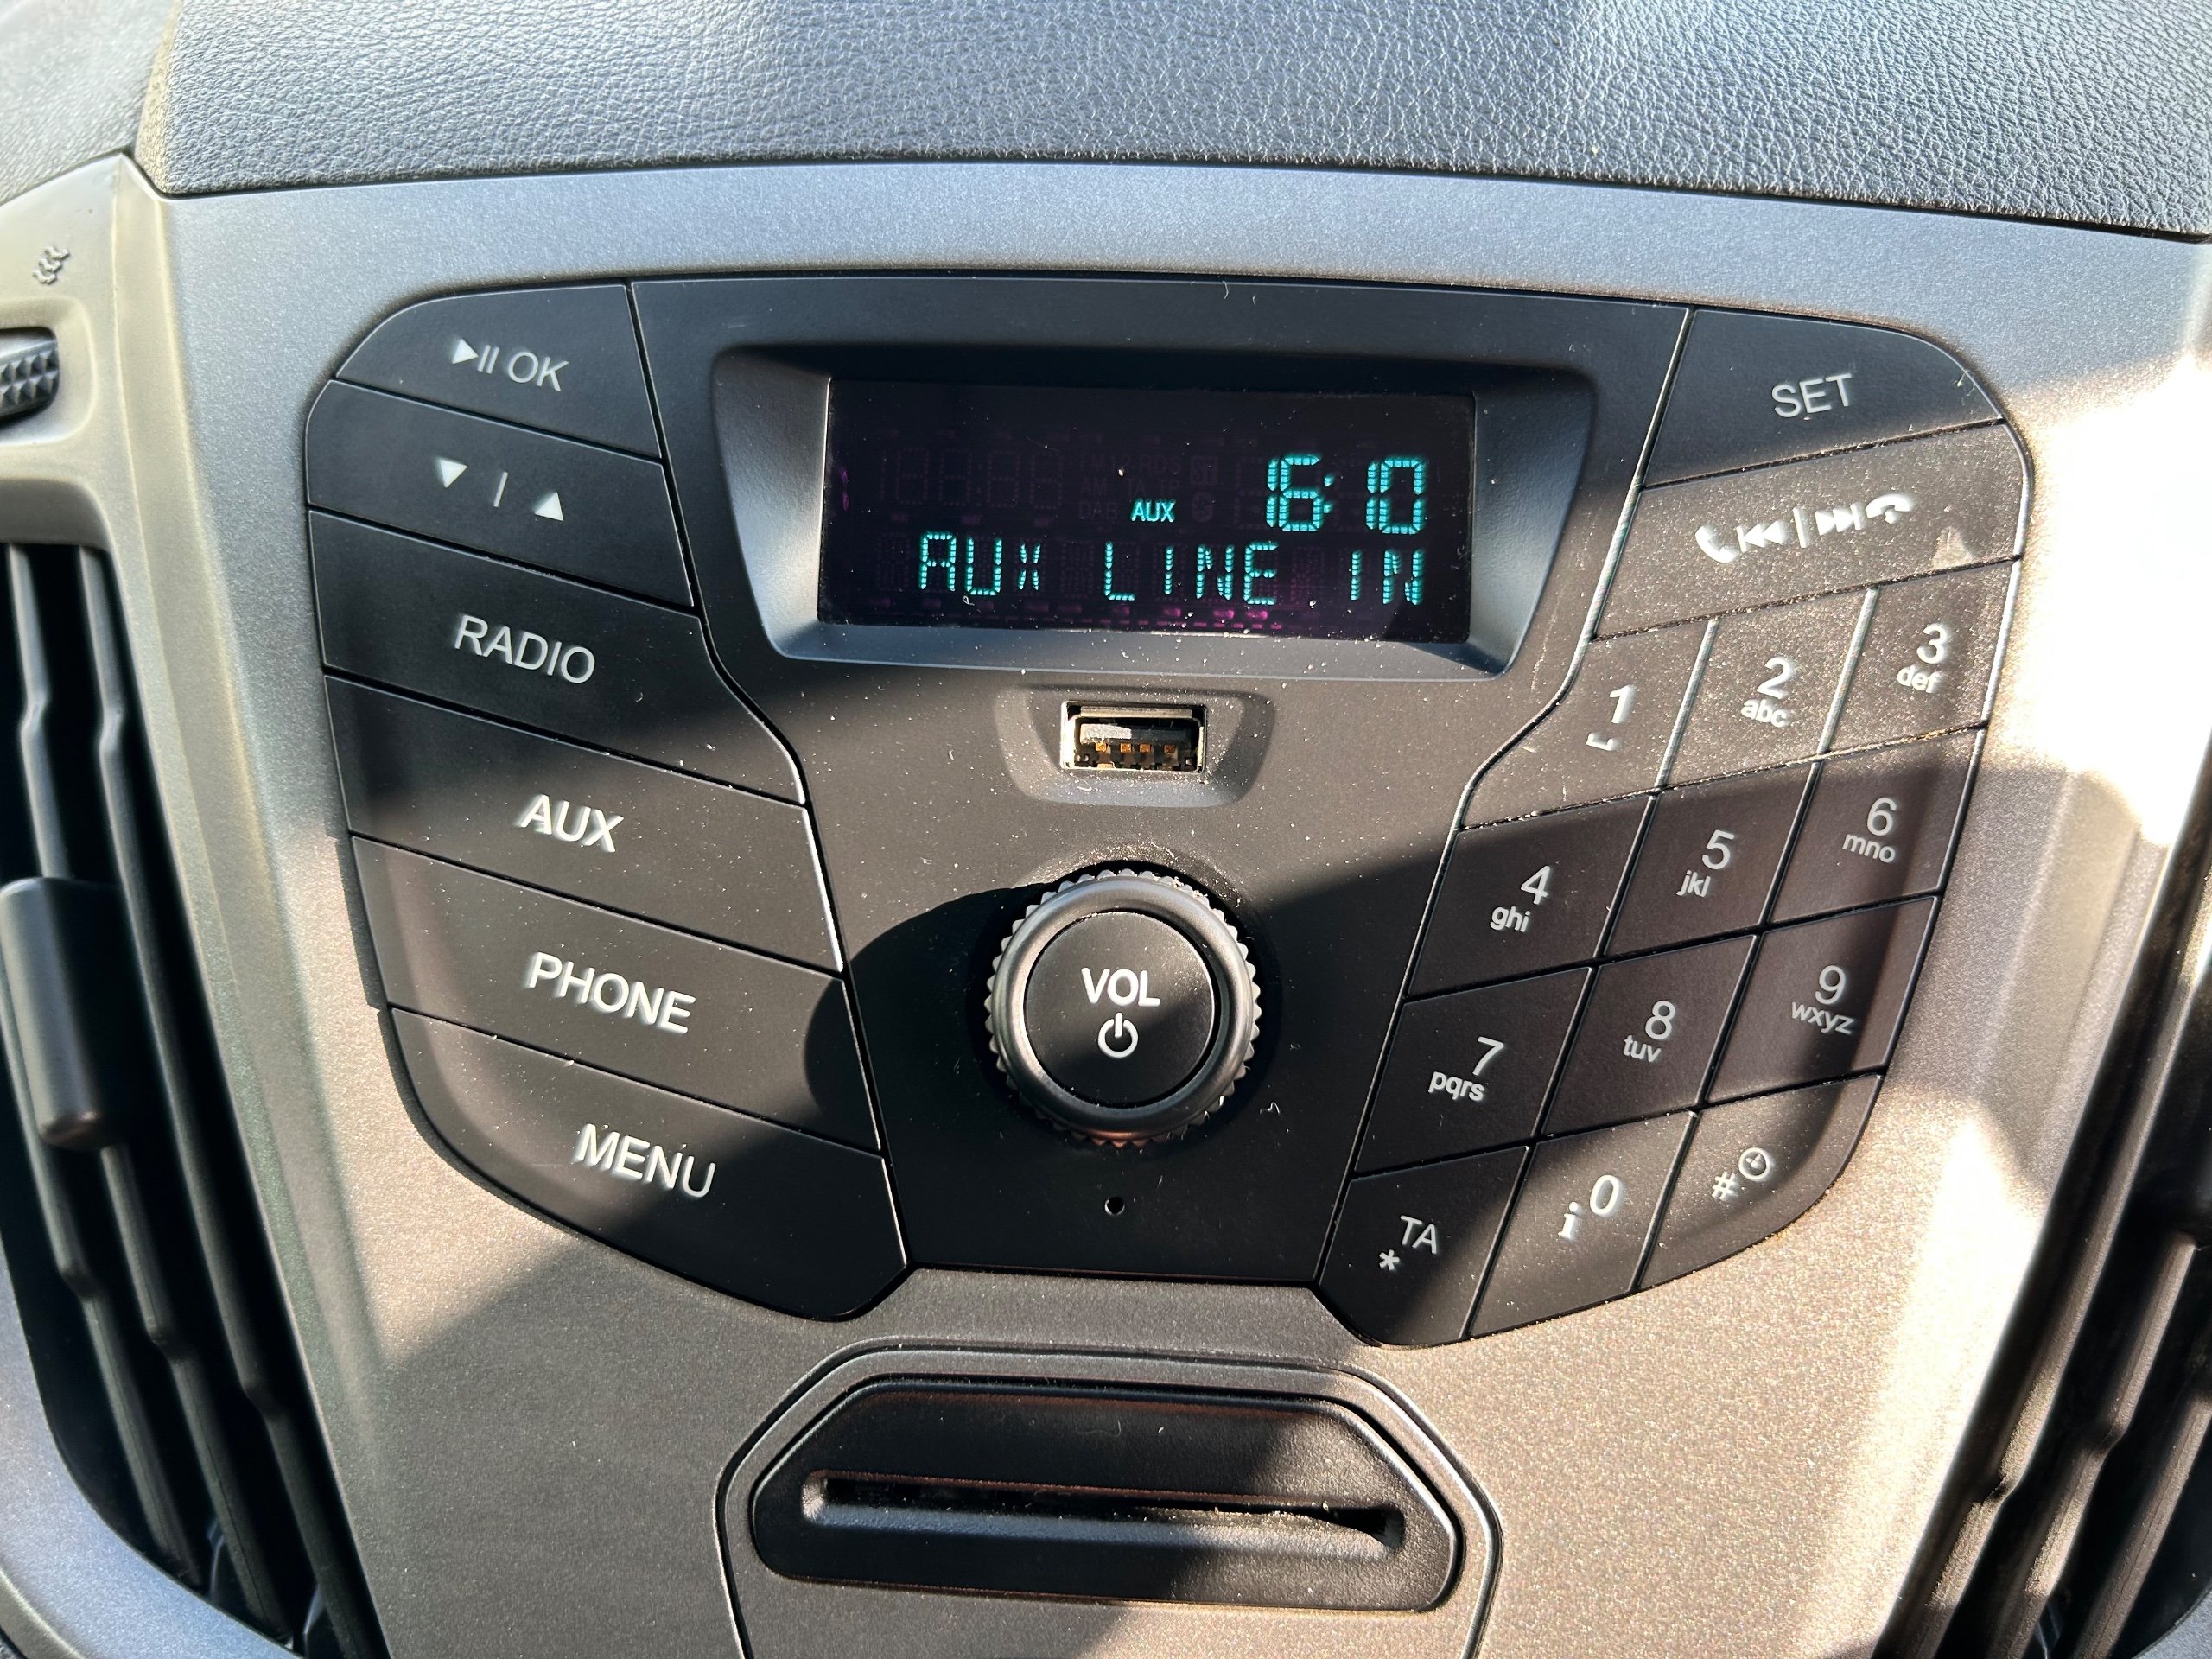 OK
SET
AUX 16:10
AUX LINE IN
RADIO
1
2
abc
3
def
AUX
4
ghi
5
jkl
6
mno
PHONE
VOL
7
pqrs
8
tuv
9
wxyz
MENU
TA
*
i 0
#